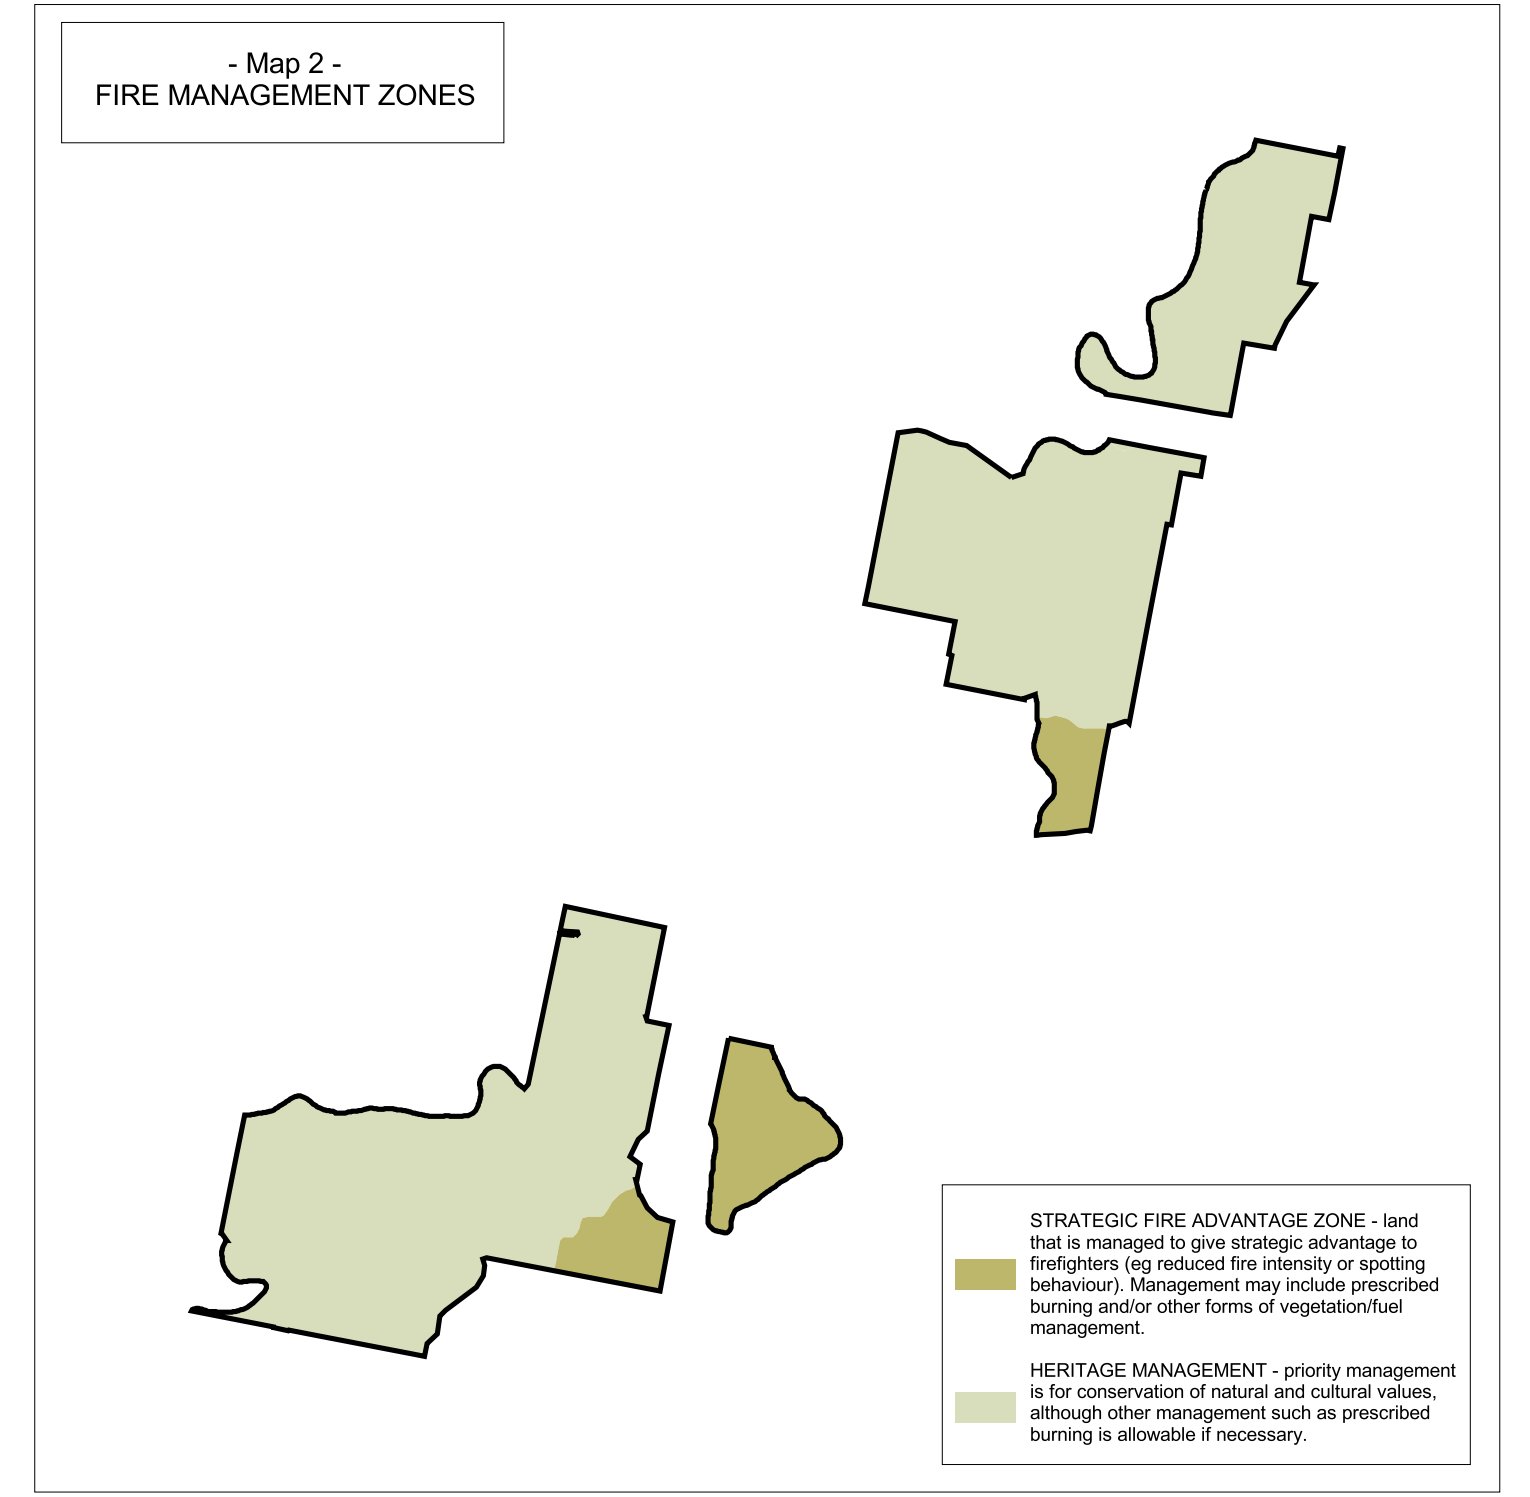 - Map 2 -
FIRE MANAGEMENT ZONES
STRATEGIC FIRE ADVANTAGE ZONE - land
that is managed to give strategic advantage to
firefighters (eg reduced fire intensity or spotting
behaviour). Management may include prescribed
burning and/or other forms of vegetation/fuel
management.
HERITAGE MANAGEMENT - priority management
is for conservation of natural and cultural values,
although other management such as prescribed
burning is allowable if necessary.